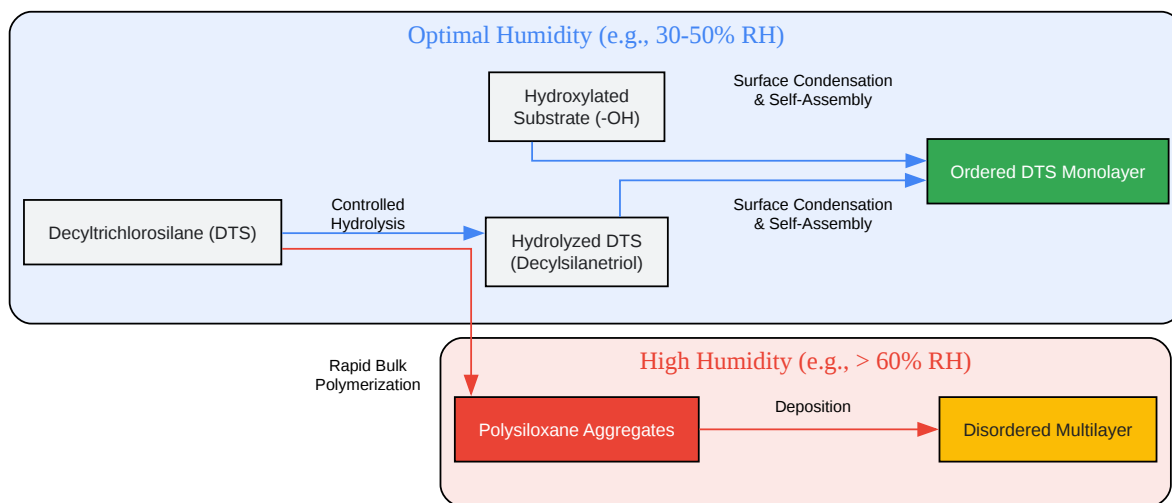 Optimal Humidity (e.g., 30-50% RH)
Hydroxylated
Substrate (-OH)
Surface Condensation
& Self-Assembly
Ordered DTS Monolayer
Decyltrichlorosilane (DTS)
Controlled
Hydrolysis
Hydrolyzed DTS
(Decylsilanetriol)
Surface Condensation
& Self-Assembly
Rapid Bulk
Polymerization
High Humidity (e.g., > 60% RH)
Polysiloxane Aggregates
Deposition
Disordered Multilayer